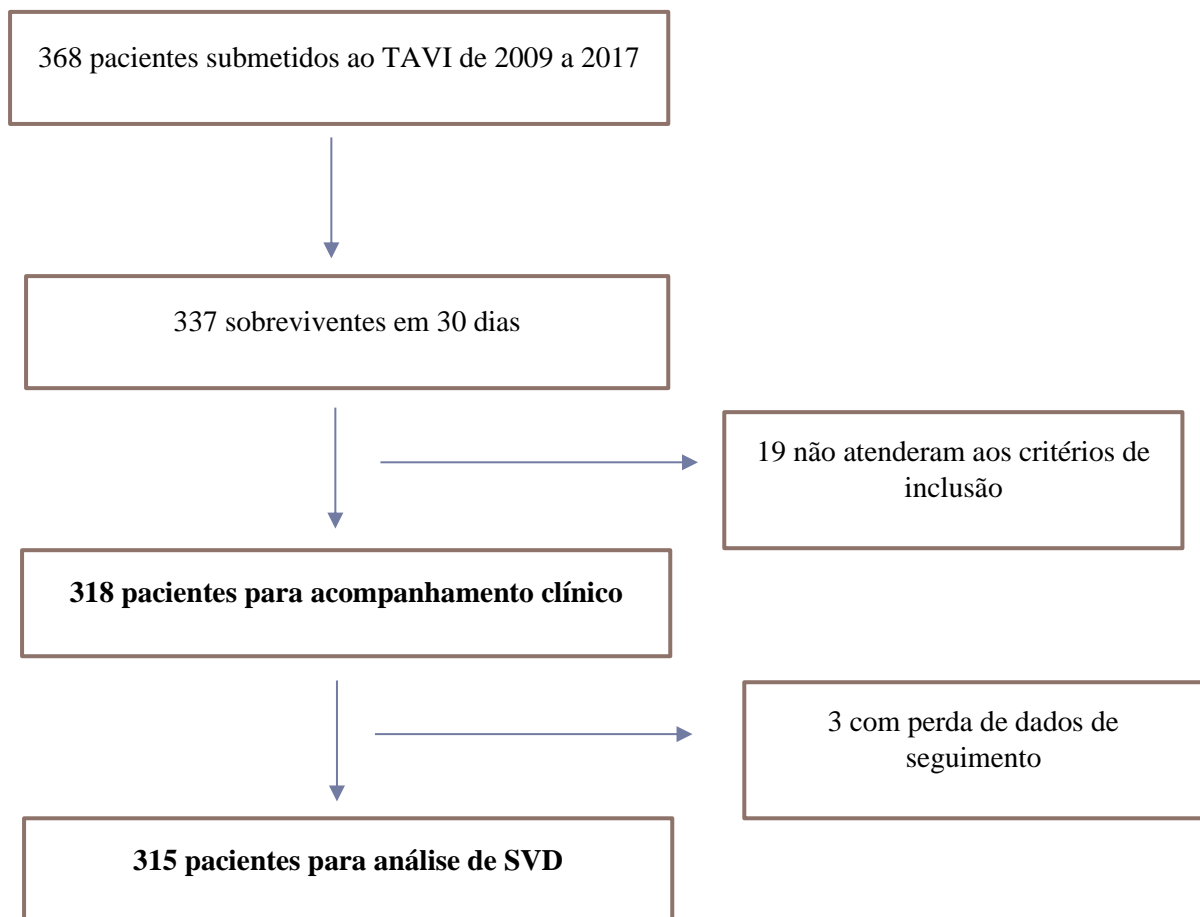 368 pacientes submetidos ao TAVI de 2009 a 2017
337 sobreviventes em 30 dias
19 não atenderam aos critérios de
inclusão
318 pacientes para acompanhamento clínico
3 com perda de dados de
seguimento
315 pacientes para análise de SVD